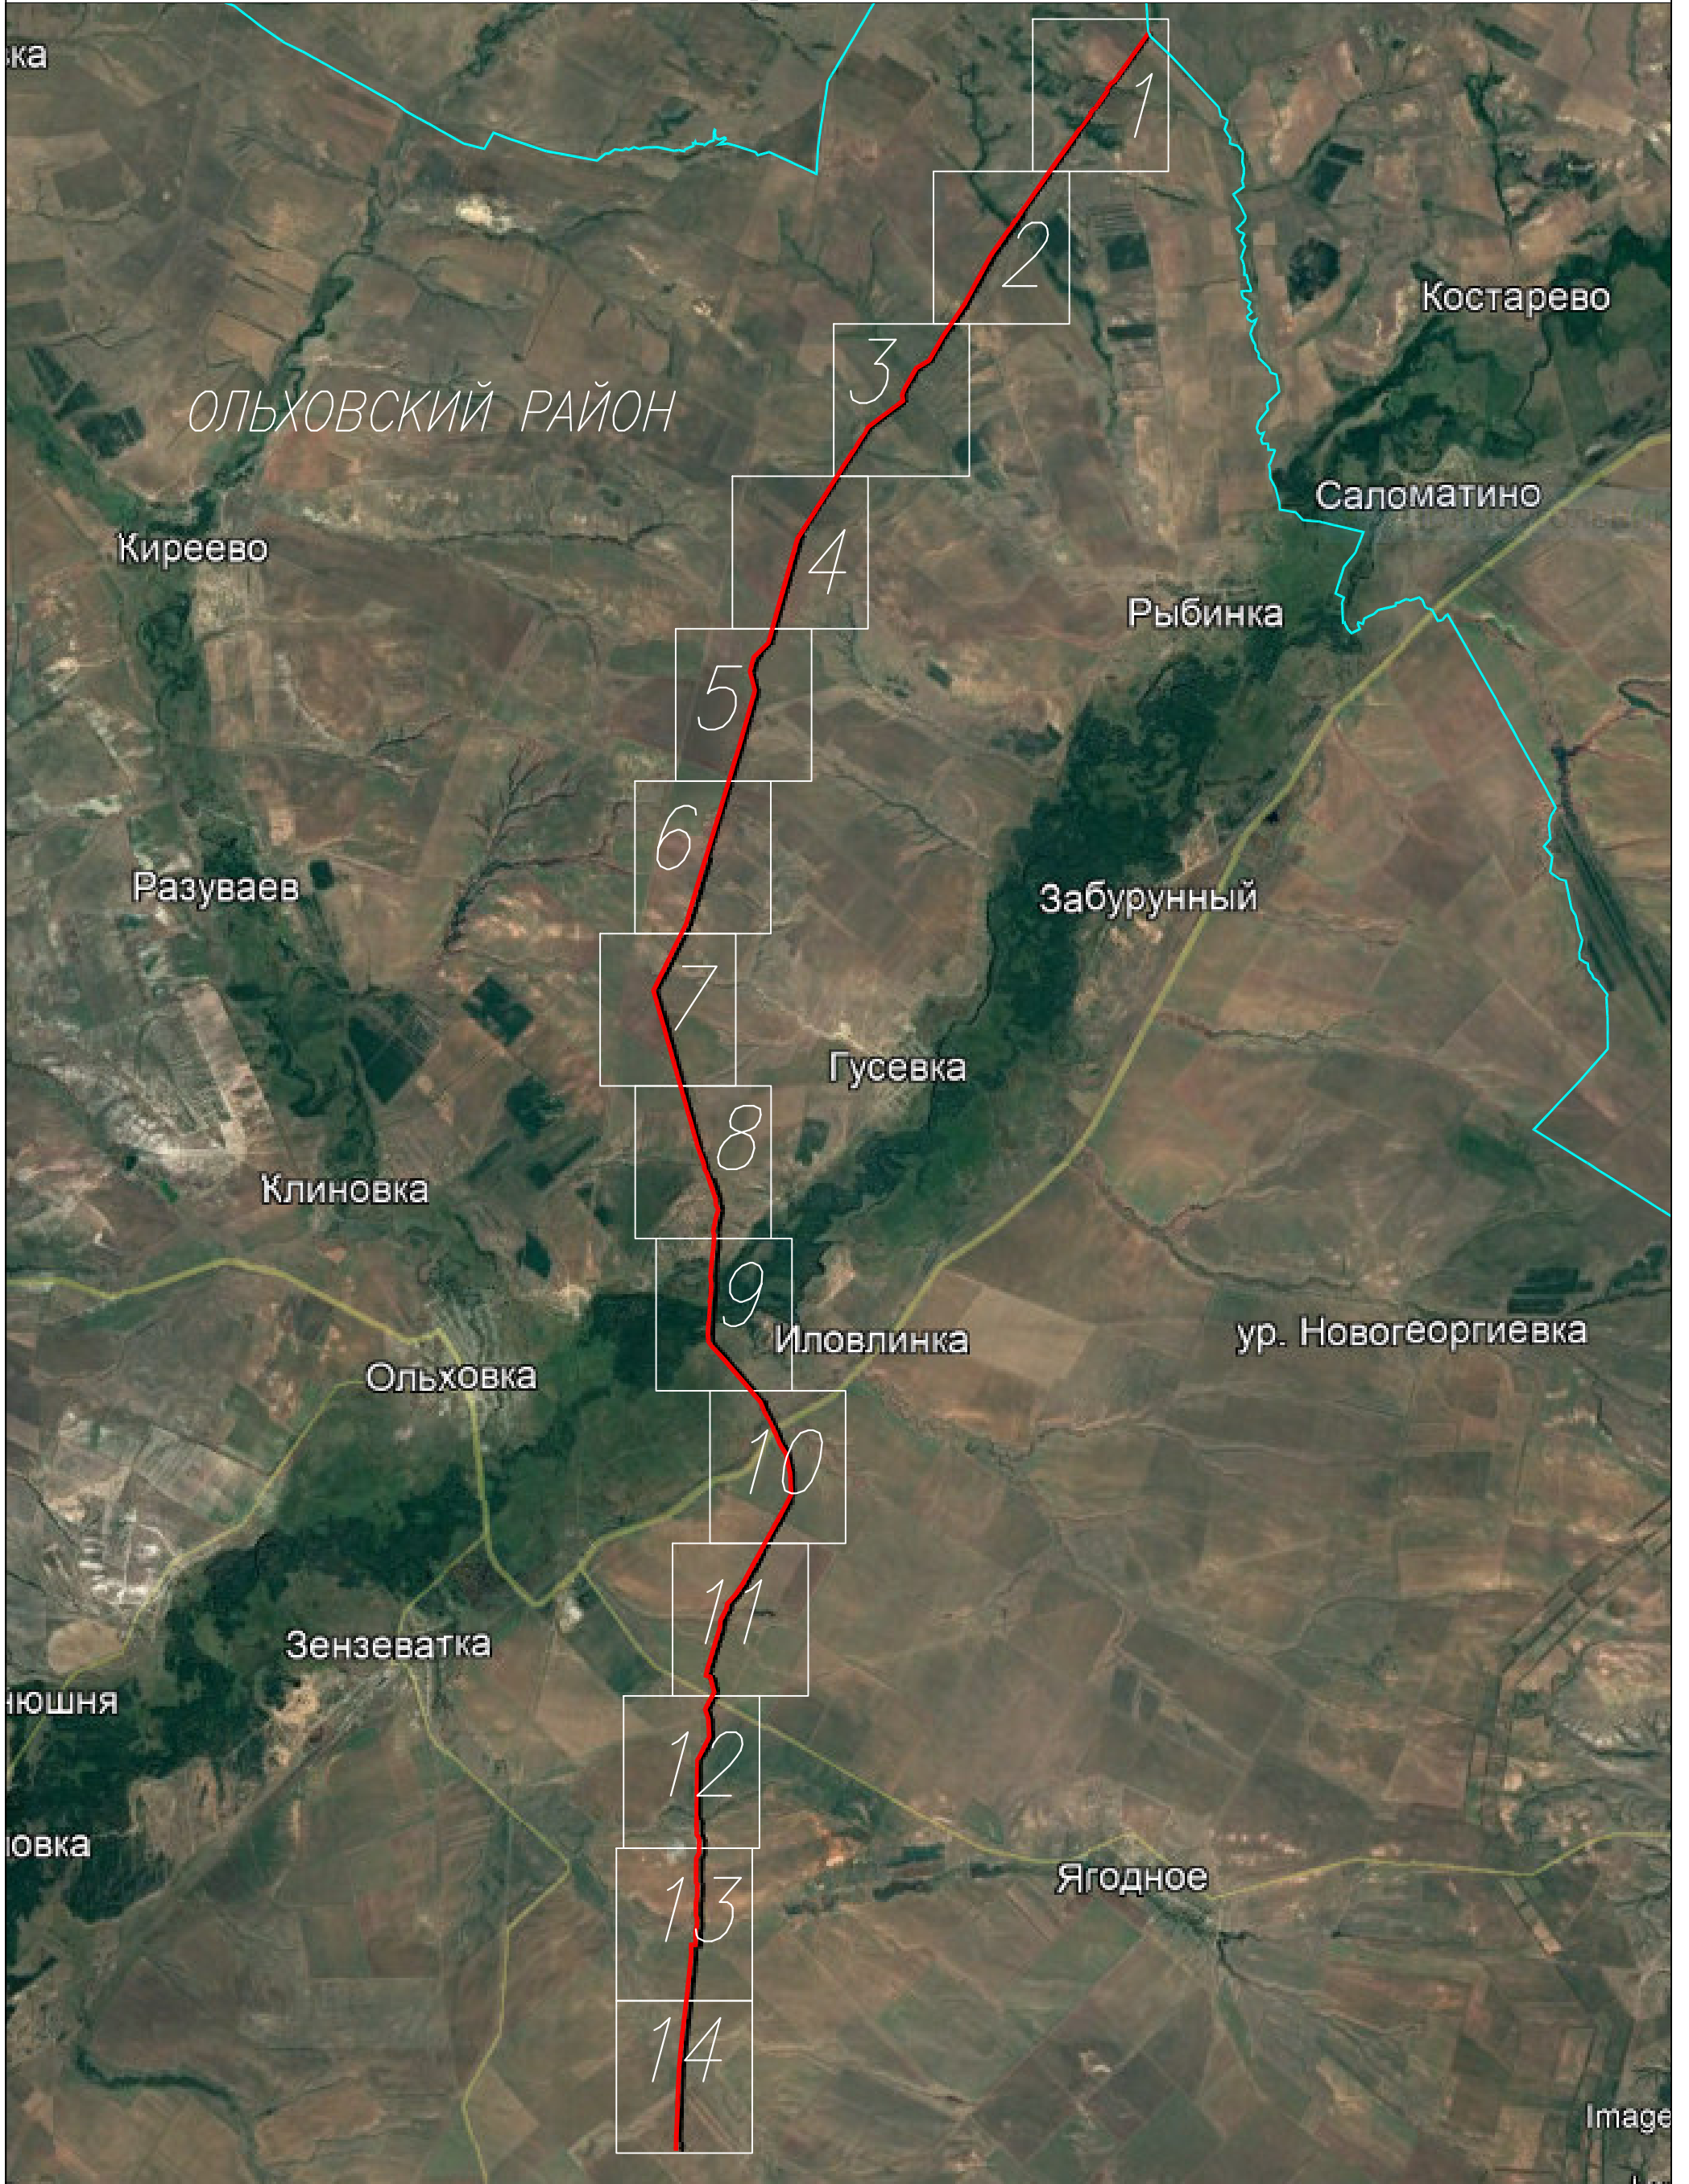 1
2
Костарево
3
ОЛЬХОВСКИЙ РАЙОН
Саломатино
Киреево
4
Рыбинка
5
6
Разуваев
Забурунный
7
Гусевка
8
Клиновка
9
Иловлинка
ур. Новогеоргиевка
Ольховка
10
11
Зензеватка
12
Ягодное
13
14
Image